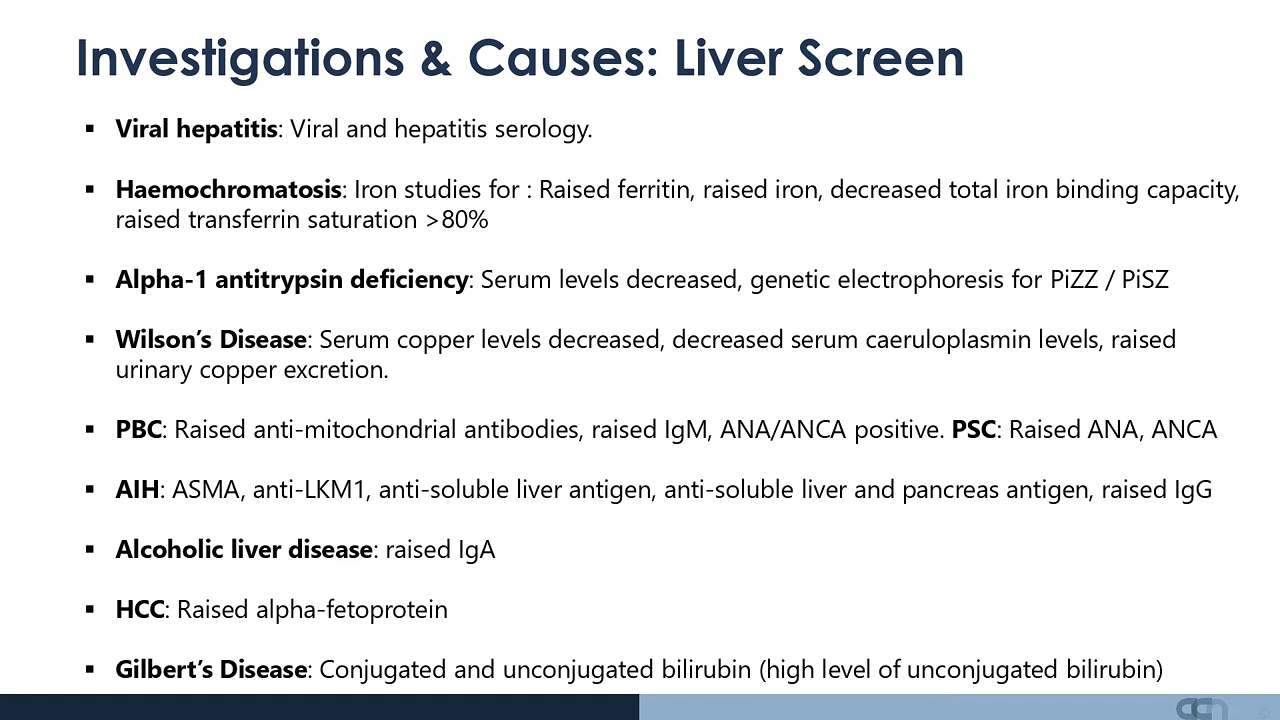 Investigations & Causes: Liver Screen
▪ Viral hepatitis: Viral and hepatitis serology.
▪ Haemochromatosis: Iron studies for : Raised ferritin, raised iron, decreased total iron binding capacity,
raised transferrin saturation >80%
▪ Alpha-1 antitrypsin deficiency: Serum levels decreased, genetic electrophoresis for PiZZ / PiSZ
▪ Wilson’s Disease: Serum copper levels decreased, decreased serum caeruloplasmin levels, raised
urinary copper excretion.
▪ PBC: Raised anti-mitochondrial antibodies, raised IgM, ANA/ANCA positive. PSC: Raised ANA, ANCA
▪ AIH: ASMA, anti-LKM1, anti-soluble liver antigen, anti-soluble liver and pancreas antigen, raised IgG
▪ Alcoholic liver disease: raised IgA
▪ HCC: Raised alpha-fetoprotein
▪ Gilbert’s Disease: Conjugated and unconjugated bilirubin (high level of unconjugated bilirubin)